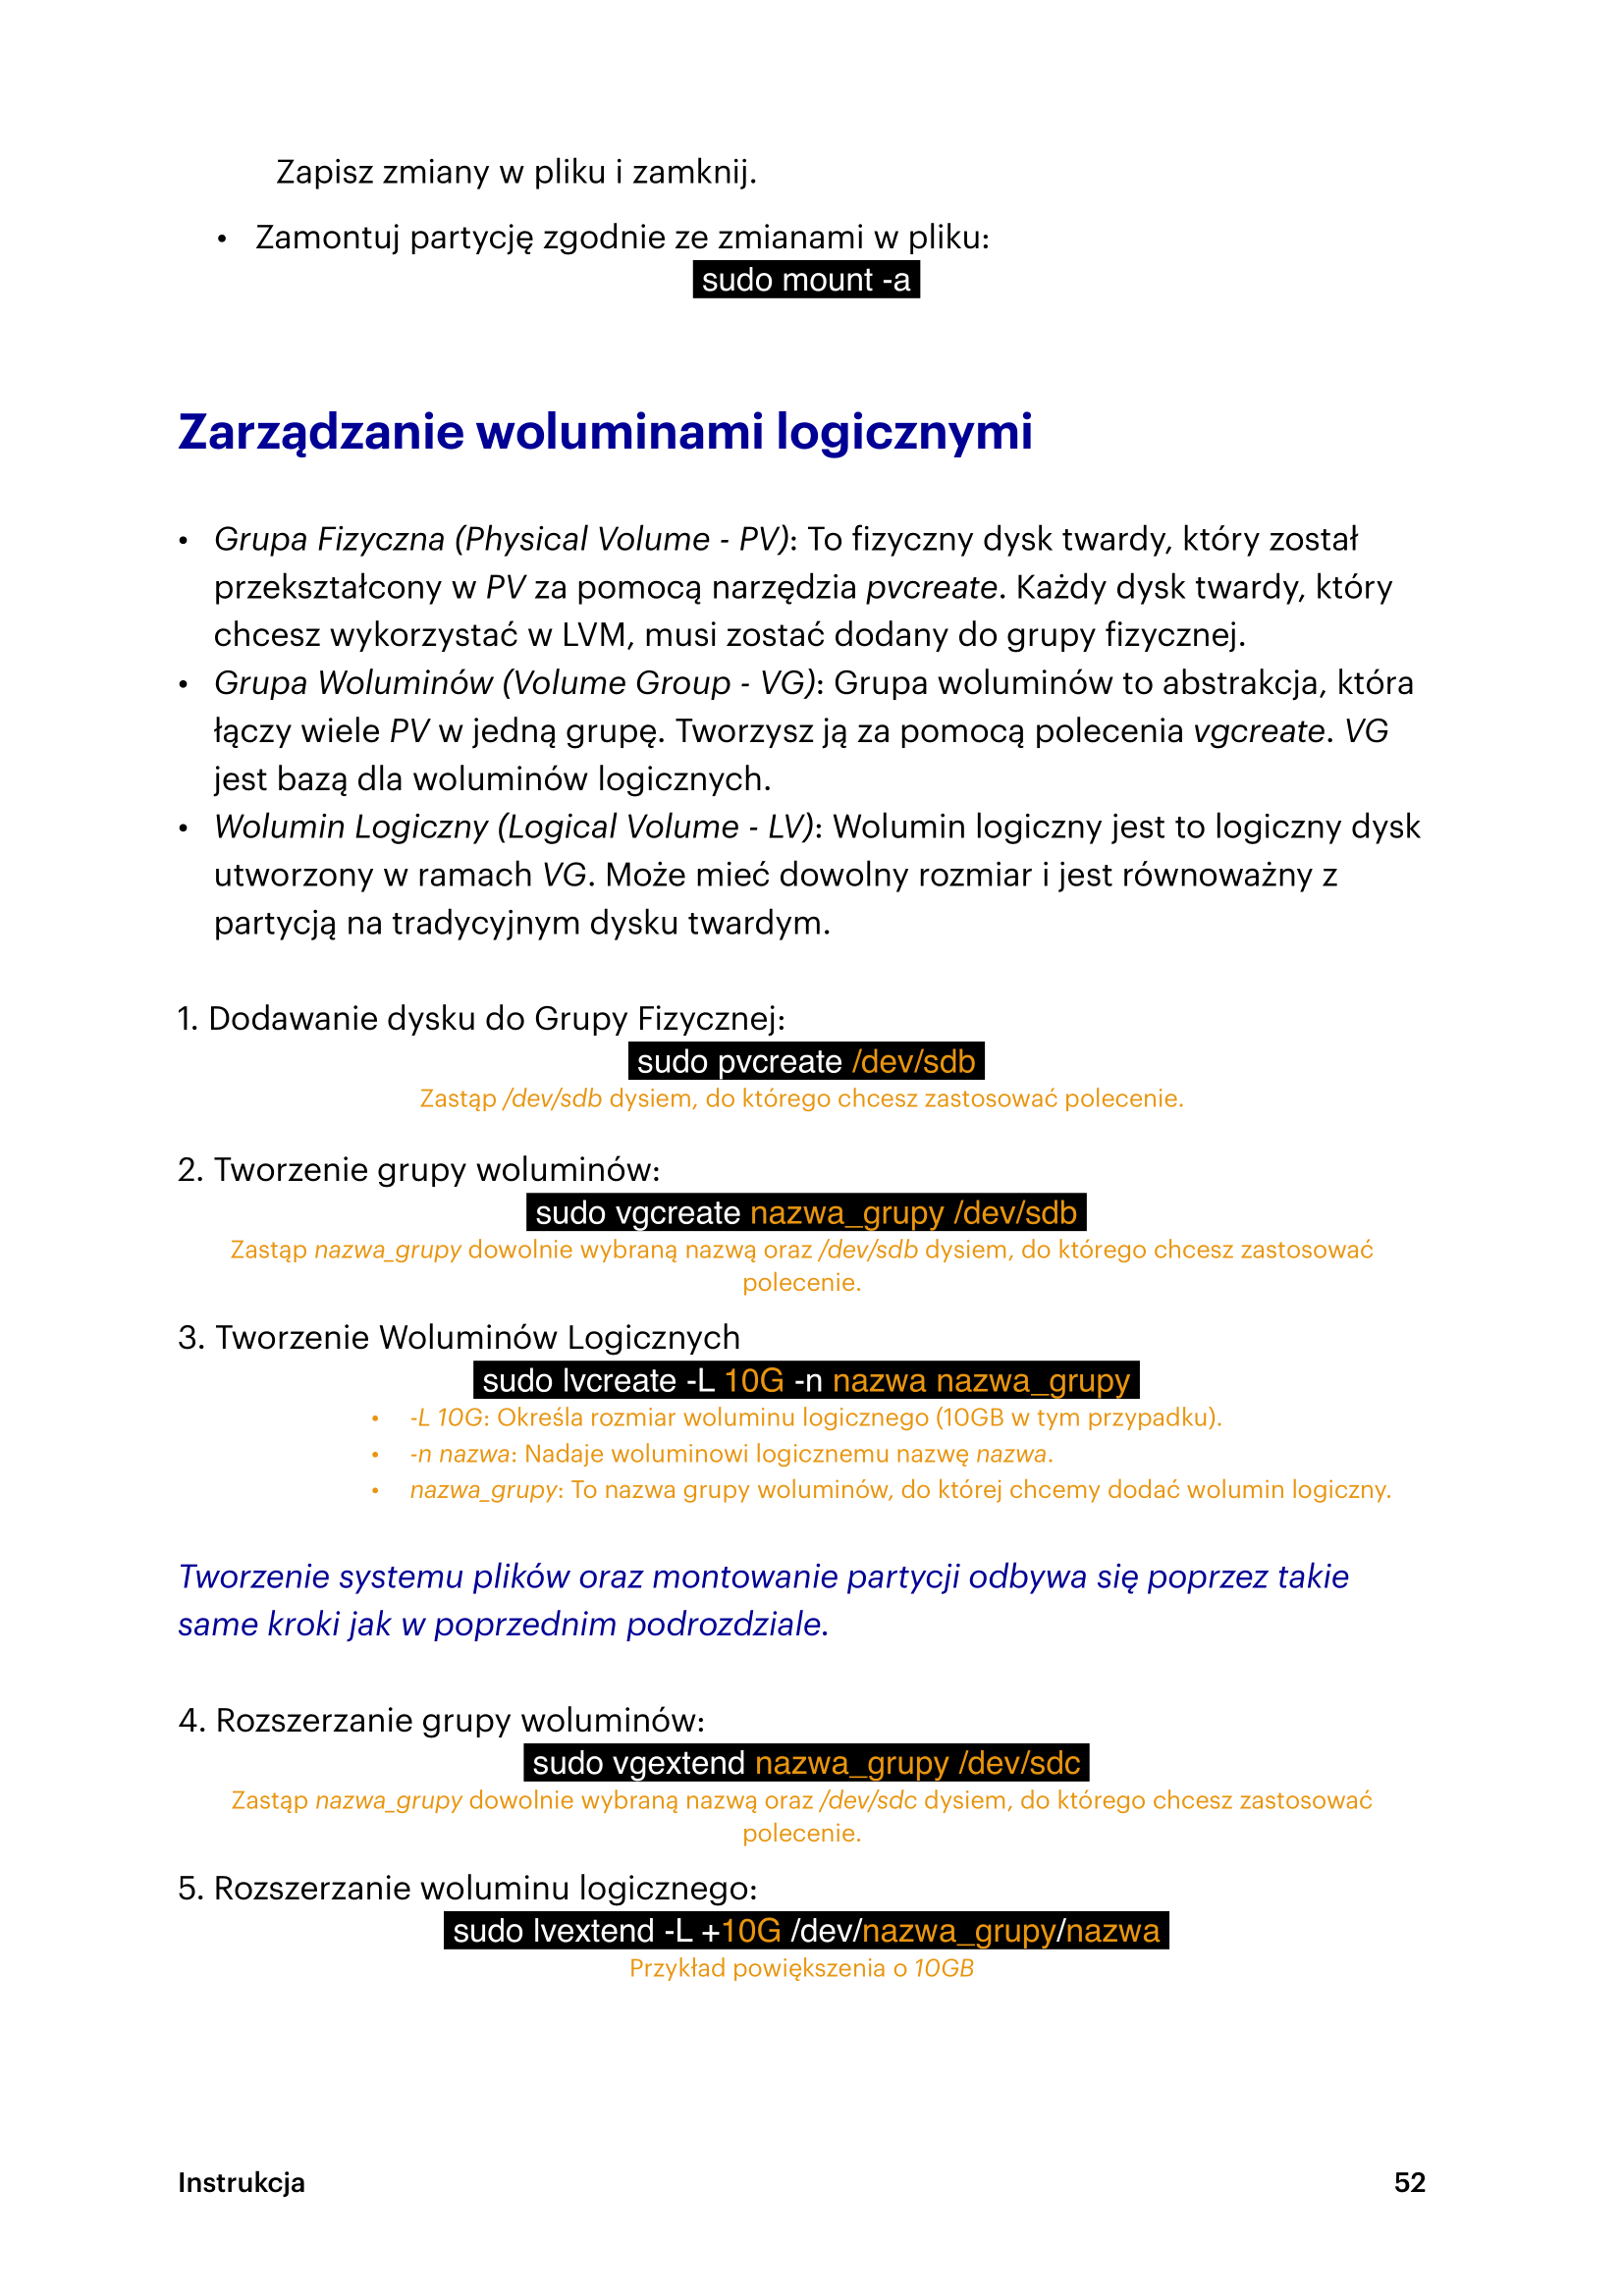 Zapisz zmiany w pliku i zamknij.
• Zamontuj partycję zgodnie ze zmianami w pliku:
sudo mount -a
Zarządzanie woluminami logicznymi
• Grupa Fizyczna (Physical Volume - PV): To fizyczny dysk twardy, który został
przekształcony w PV za pomocą narzędzia pvcreate. Każdy dysk twardy, który
chcesz wykorzystać w LVM, musi zostać dodany do grupy fizycznej.
• Grupa Woluminów (Volume Group - VG): Grupa woluminów to abstrakcja, która
łączy wiele PV w jedną grupę. Tworzysz ją za pomocą polecenia vgcreate. VG
jest bazą dla woluminów logicznych.
• Wolumin Logiczny (Logical Volume - LV): Wolumin logiczny jest to logiczny dysk
utworzony w ramach VG. Może mieć dowolny rozmiar i jest równoważny z
partycją na tradycyjnym dysku twardym.
1. Dodawanie dysku do Grupy Fizycznej:
sudo pvcreate /dev/sdb
Zastąp /dev/sdb dysiem, do którego chcesz zastosować polecenie.
2. Tworzenie grupy woluminów:
sudo vgcreate nazwa_grupy /dev/sdb
Zastąp nazwa_grupy dowolnie wybraną nazwą oraz /dev/sdb dysiem, do którego chcesz zastosować
polecenie.
3. Tworzenie Woluminów Logicznych
sudo lvcreate -L 10G -n nazwa nazwa_grupy
• -L 10G: Określa rozmiar woluminu logicznego (10GB w tym przypadku).
• -n nazwa: Nadaje woluminowi logicznemu nazwę nazwa.
• nazwa_grupy: To nazwa grupy woluminów, do której chcemy dodać wolumin logiczny.
Tworzenie systemu plików oraz montowanie partycji odbywa się poprzez takie
same kroki jak w poprzednim podrozdziale.
4. Rozszerzanie grupy woluminów:
sudo vgextend nazwa_grupy /dev/sdc
Zastąp nazwa_grupy dowolnie wybraną nazwą oraz /dev/sdc dysiem, do którego chcesz zastosować
polecenie.
5. Rozszerzanie woluminu logicznego:
sudo lvextend -L +10G /dev/nazwa_grupy/nazwa
Przykład powiększenia o 10GB
Instrukcja 52